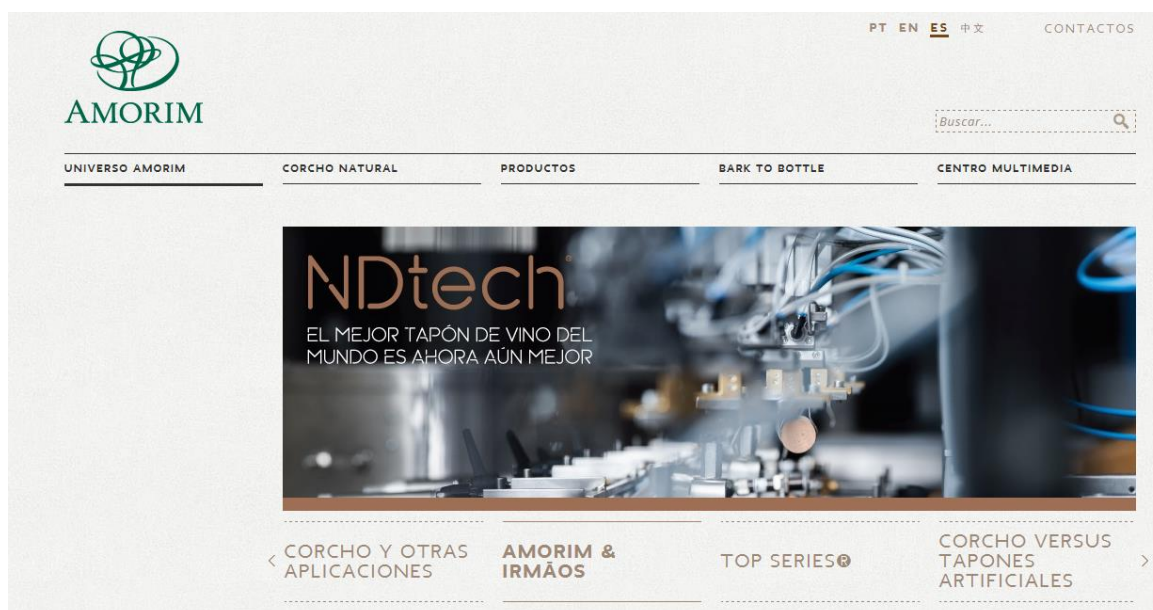 PT EN ES 中文 CONTACTOS
AMORIM
Buscar...
UNIVERSO AMORIM CORCHO NATURAL PRODUCTOS BARK TO BOTTLE CENTRO MULTIMEDIA
NDtech®
EL MEJOR TAPÓN DE VINO DEL
MUNDO ES AHORA AÚN MEJOR
‹ CORCHO Y OTRAS
APLICACIONES
AMORIM &
IRMÃOS
TOP SERIES®
CORCHO VERSUS
TAPONES
ARTIFICIALES ›